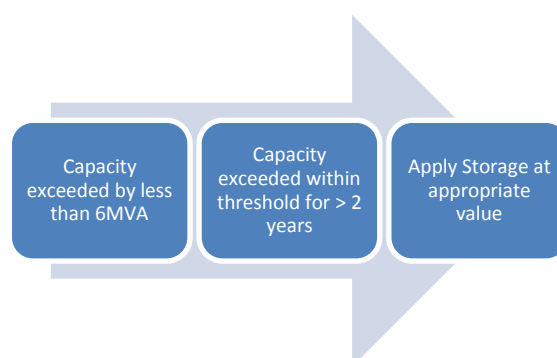 Capacity
exceeded by less
than 6MVA
Capacity
exceeded within
threshold for > 2
years
Apply Storage at
appropriate
value